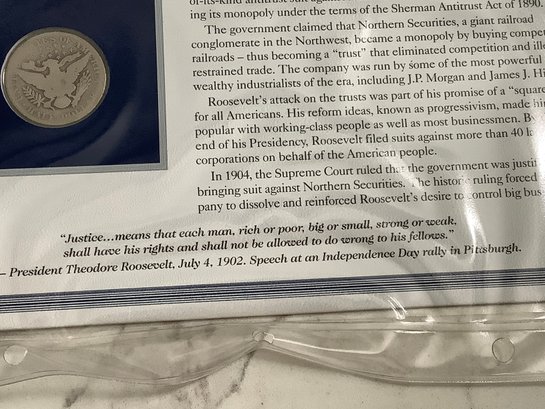 ing its monopoly under the terms of the Sherman Antitrust Act of 1890.
The government claimed that Northern Securities, a giant railroad
conglomerate in the Northwest, became a monopoly by buying
railroads – thus becoming a "trust" that eliminated competition and
restrained trade. The company was run by some of the most powerful
wealthy industrialists of the era, including J.P. Morgan and James J.
Roosevelt's attack on the trusts was part of his promise of a "square
for all Americans. His reform ideas, known as progressivism, made
popular with working-class people as well as most businessmen. By
end of his Presidency, Roosevelt filed suits against more than 40
corporations on behalf of the American people.
In 1904, the Supreme Court ruled that the government was
bringing suit against Northern Securities. The historic ruling forced
pany to dissolve and reinforced Roosevelt's desire to control big
"Justice...means that each man, rich or poor, big or small, strong or weak,
shall have his rights and shall not be allowed to do wrong to his fellows."
– President Theodore Roosevelt, July 4, 1902. Speech at an Independence Day rally in Pittsburgh.